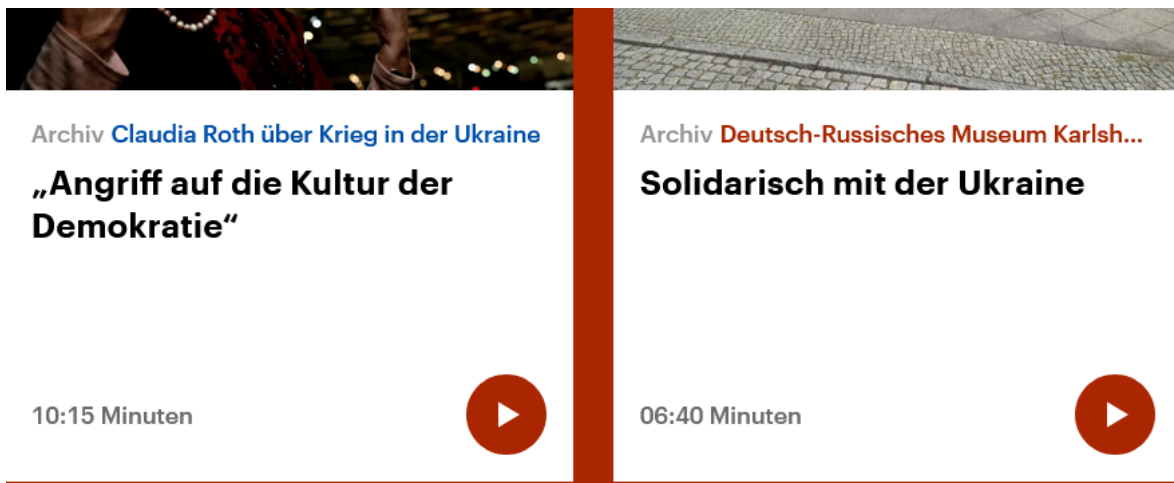 Archiv Claudia Roth über Krieg in der Ukraine
„Angriff auf die Kultur der
Demokratie“
10:15 Minuten
Archiv Deutsch-Russisches Museum Karlsh...
Solidarisch mit der Ukraine
06:40 Minuten